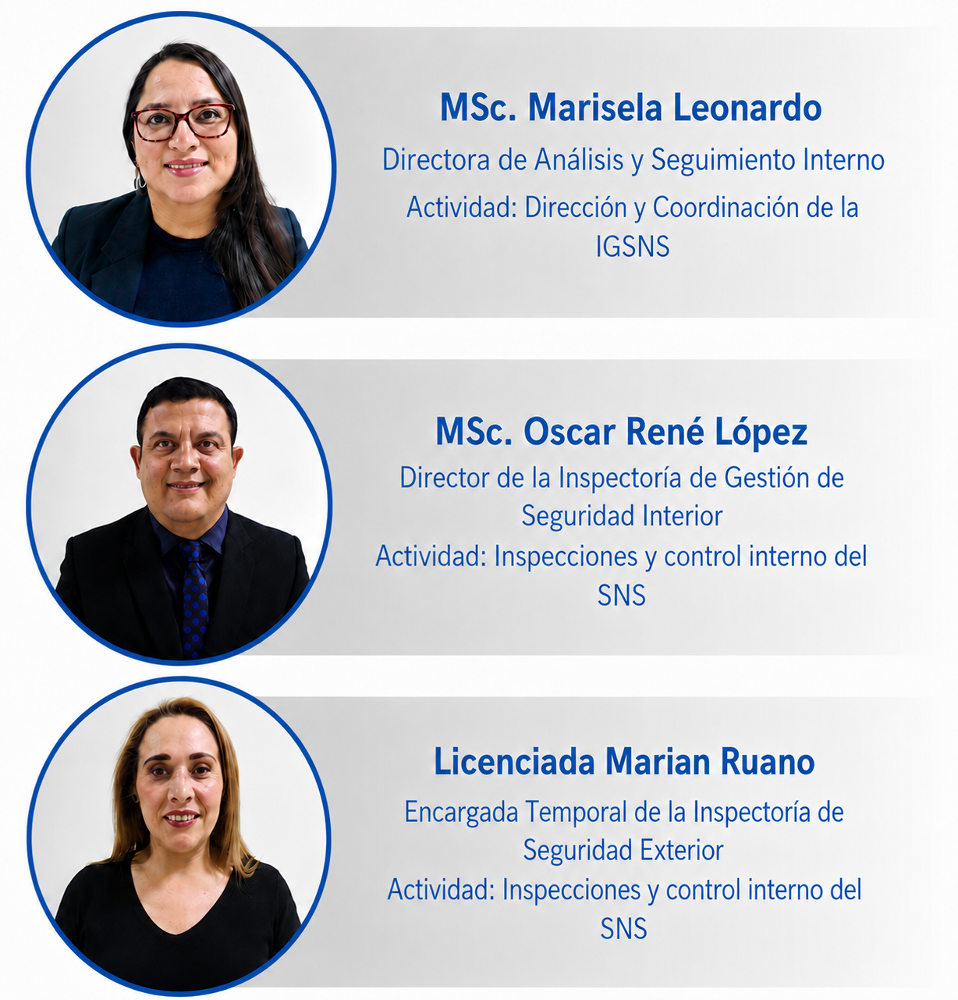 MSc. Marisela Leonardo
Directora de Análisis y Seguimiento Interno
Actividad: Dirección y Coordinación de la
IGSNS
MSc. Oscar René López
Director de la Inspectoría de Gestión de
Seguridad Interior
Actividad: Inspecciones y control interno del
SNS
Licenciada Marian Ruano
Encargada Temporal de la Inspectoría de
Seguridad Exterior
Actividad: Inspecciones y control interno del
SNS